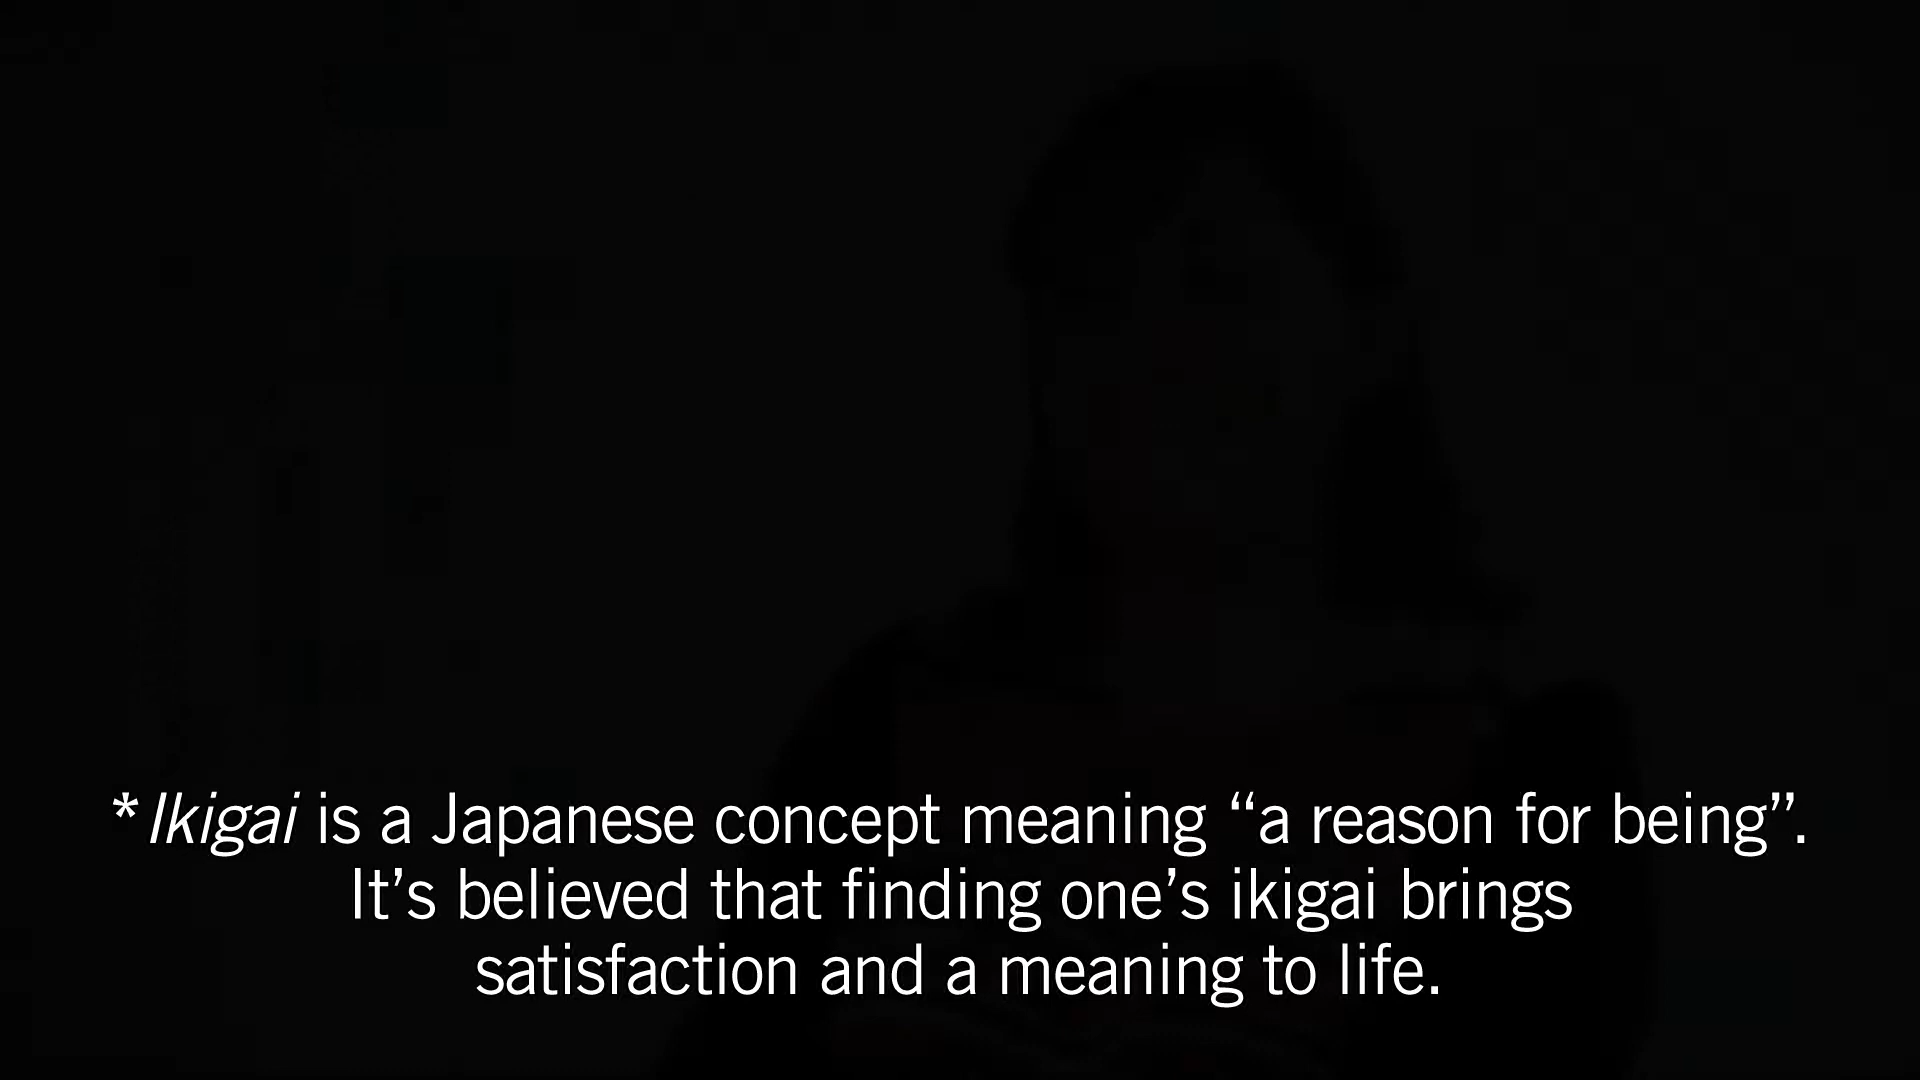 *Ikigai is a Japanese concept meaning “a reason for being”.
It’s believed that finding one’s ikigai brings
satisfaction and a meaning to life.